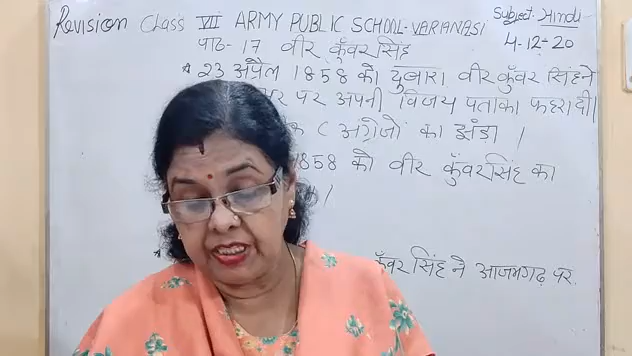 Revision Class VII ARMY PUBLIC SCHOOL-VARANASI Subject-Hindi
पाठ- 17 वीर कुँवरसिंह 4-12-20
* 23 अप्रैल 1858 को दुबारा वीर कुँवर सिंह ने
पर अपनी विजय पताका फहरा दी।
( अंग्रेजों का झंडा ।
1858 को वीर कुँवरसिंह का
।
कुँवर सिंह ने आजमगढ़ पर